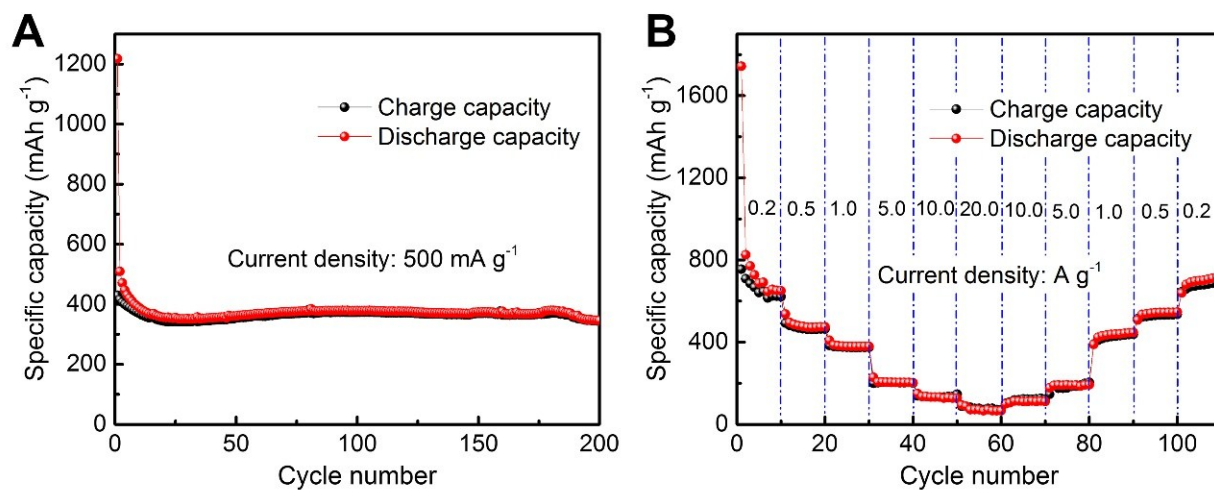 A
Specific capacity (mAh g⁻¹)
1200
1000
800
600
400
200
0
Charge capacity
Discharge capacity
Current density: 500 mA g⁻¹
0 50 100 150 200
Cycle number
B
Specific capacity (mAh g⁻¹)
1600
1200
800
400
0
Charge capacity
Discharge capacity
0.2 0.5 1.0 5.0 10.0 20.0 10.0 5.0 1.0 0.5 0.2
Current density: A g⁻¹
0 20 40 60 80 100
Cycle number